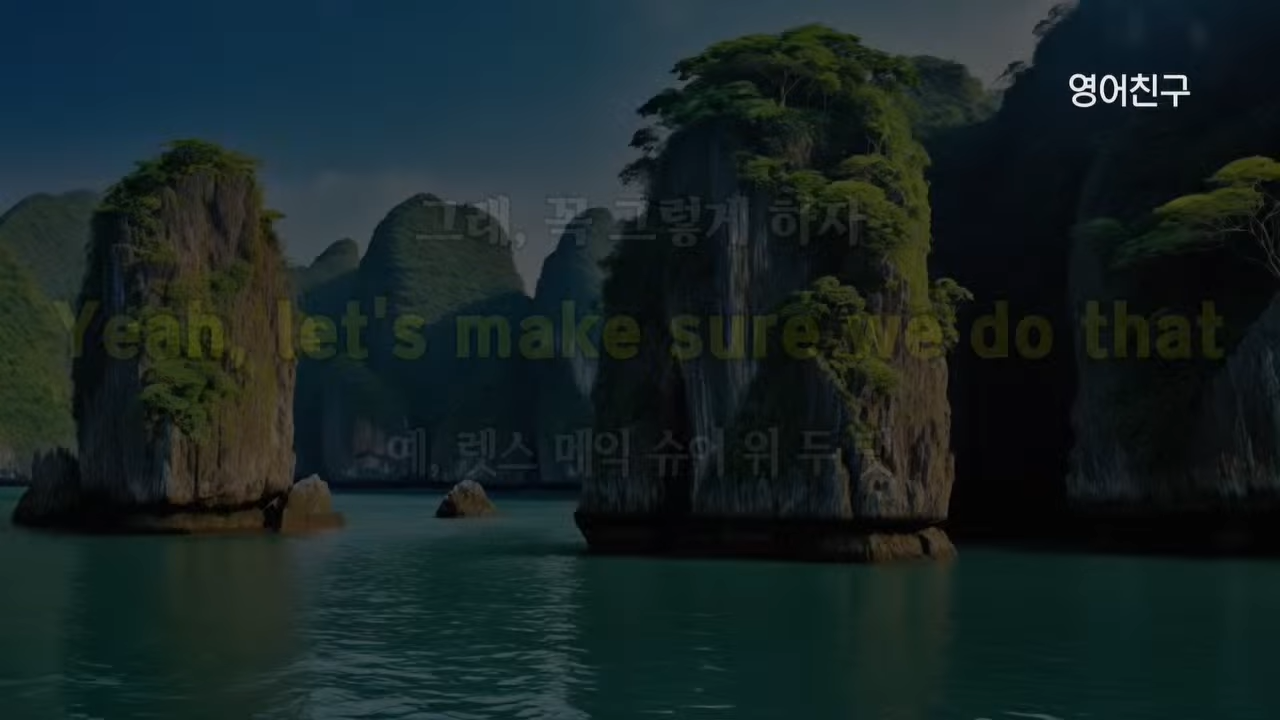 영어친구
그래, 꼭 그렇게 하자
Yeah, let's make sure we do that
예, 렛스 메익 슈어 위 두 댓